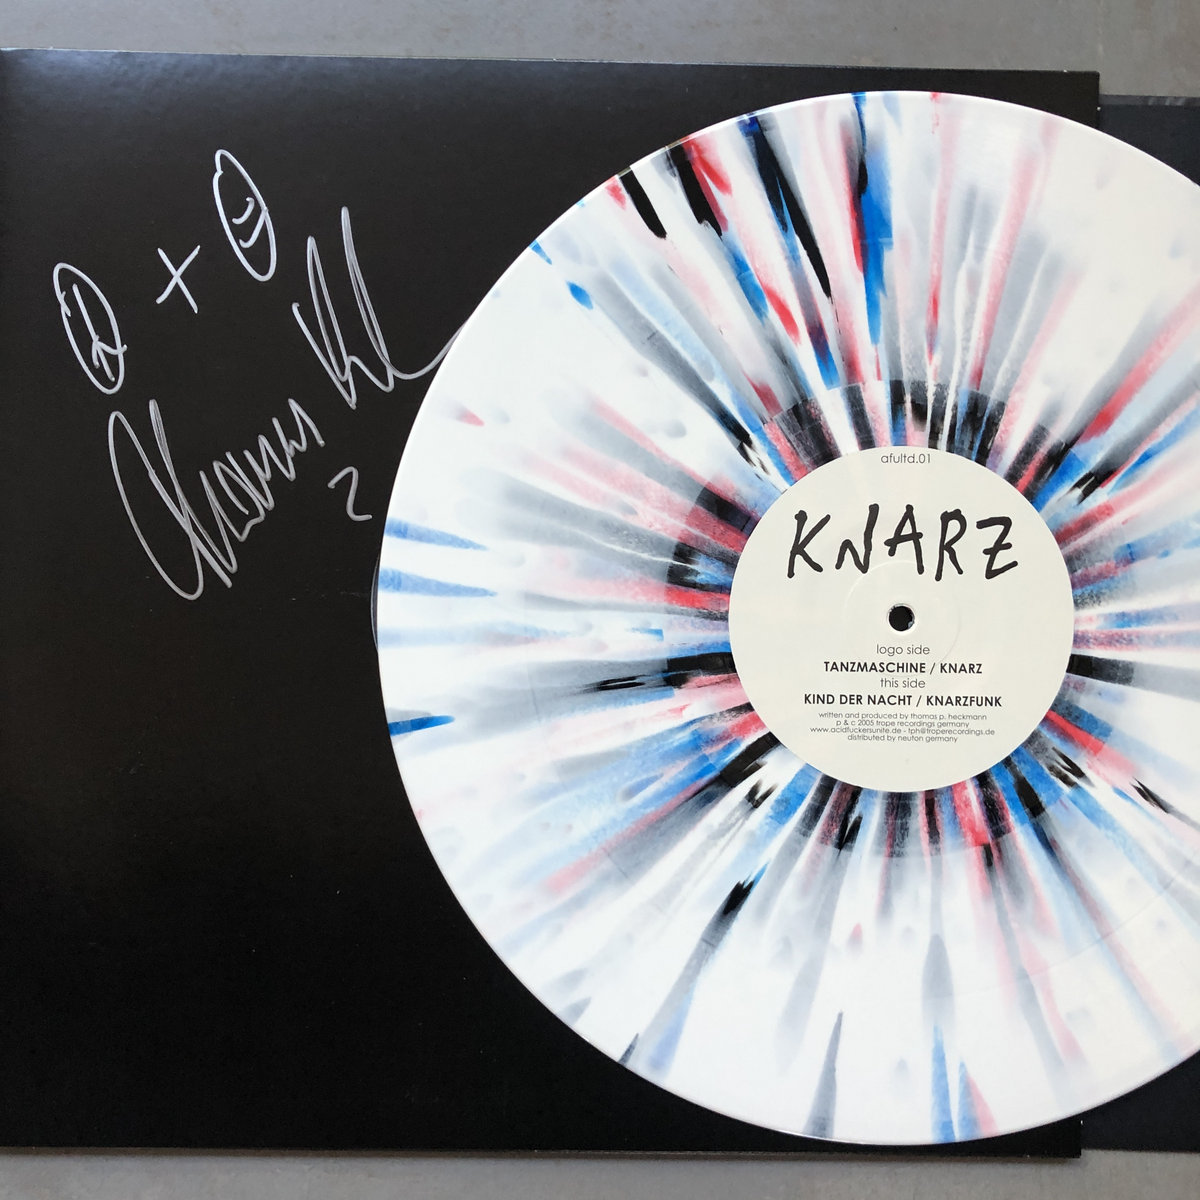 afultd.01
KNARZ
logo side
TANZMASCHINE / KNARZ
this side
KIND DER NACHT / KNARZFUNK
written and produced by thomas p. heckmann
p & c 2005 trope recordings germany
www.acidfuckersunite.de - tph@troperecordings.de
distributed by neuton germany